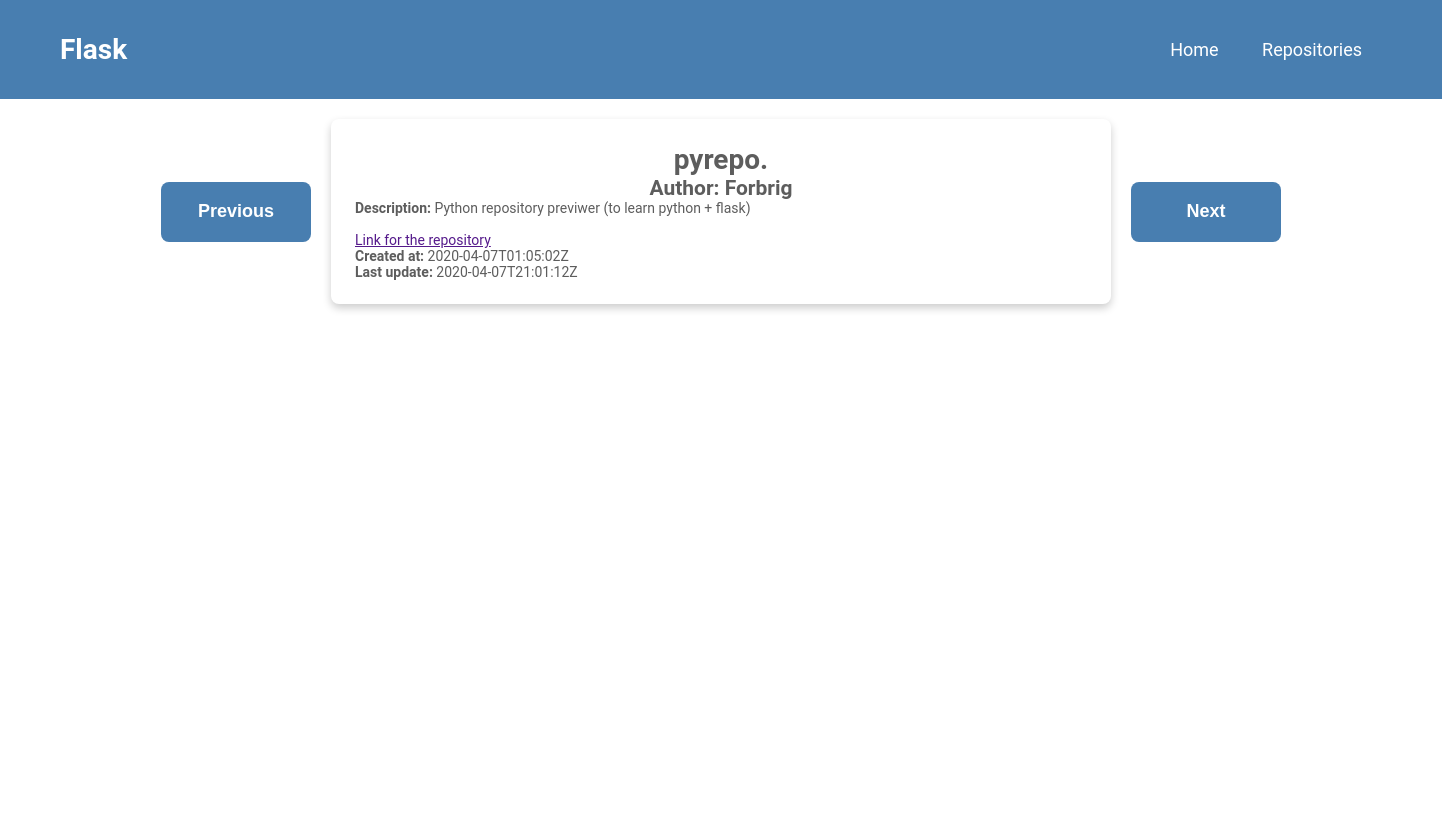 Flask
Home
Repositories
pyrepo.
Author: Forbrig
Description: Python repository previwer (to learn python + flask)
Previous
Next
Link for the repository
Created at: 2020-04-07T01:05:02Z
Last update: 2020-04-07T21:01:12Z